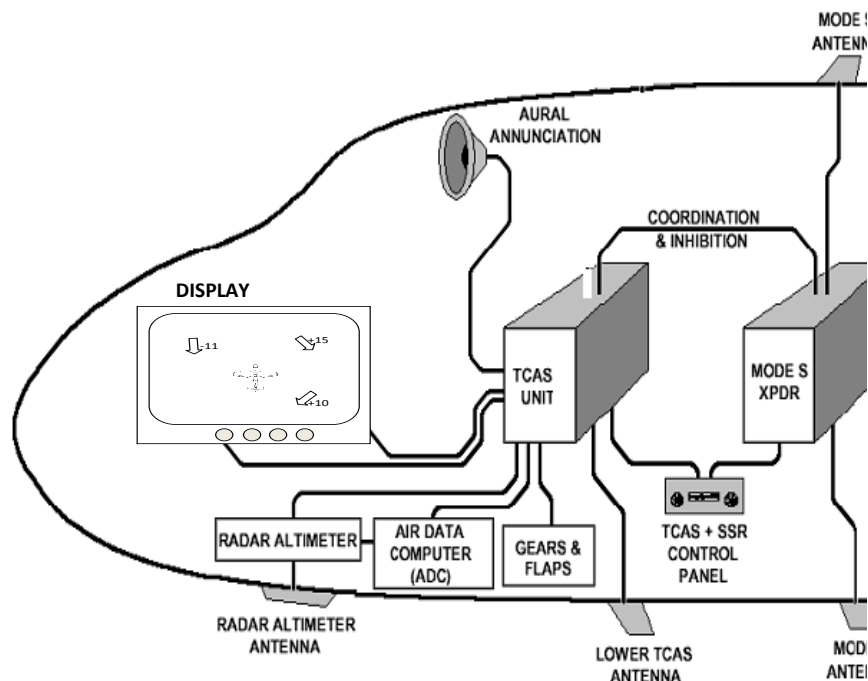 MODE S
ANTENN
AURAL
ANNUNCIATION
COORDINATION
& INHIBITION
DISPLAY
-11
+15
+10
TCAS
UNIT
MODE S
XPDR
RADAR ALTIMETER
AIR DATA
COMPUTER
(ADC)
GEARS &
FLAPS
TCAS + SSR
CONTROL
PANEL
RADAR ALTIMETER
ANTENNA
LOWER TCAS
ANTENNA
MODE
ANTEN